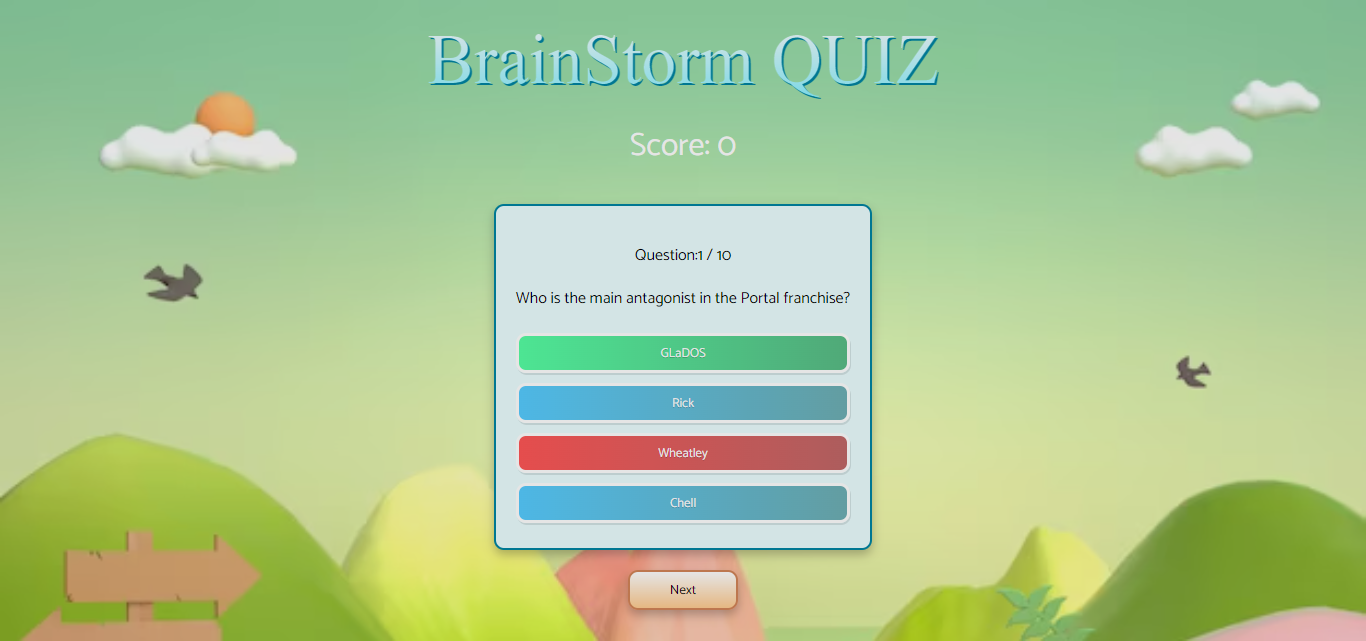 BrainStorm QUIZ
Score: 0
Question:1 / 10
Who is the main antagonist in the Portal franchise?
GLaDOS
Rick
Wheatley
Chell
Next